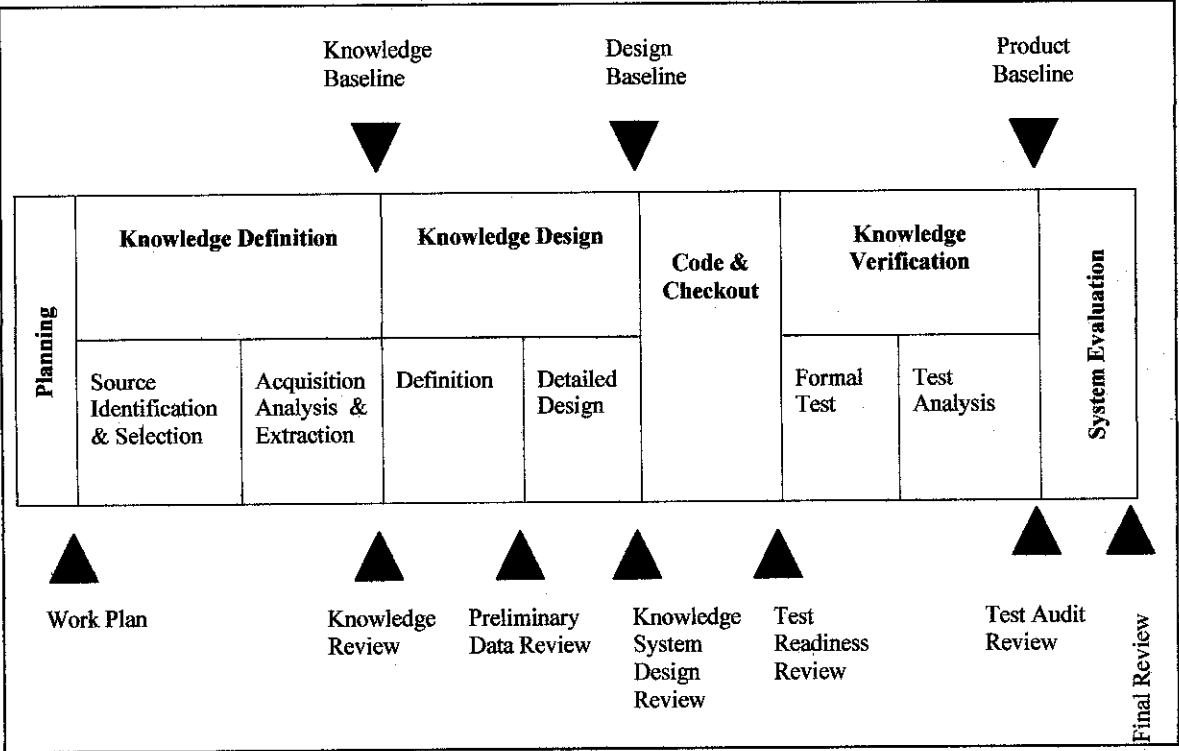 Knowledge
Baseline
Design
Baseline
Product
Baseline
Planning
Knowledge Definition
Knowledge Design
Code &
Checkout
Knowledge
Verification
System Evaluation
Source
Identification
& Selection
Acquisition
Analysis &
Extraction
Definition
Detailed
Design
Formal
Test
Test
Analysis
Work Plan
Knowledge
Review
Preliminary
Data Review
Knowledge
System
Design
Review
Test
Readiness
Review
Test Audit
Review
Final Review